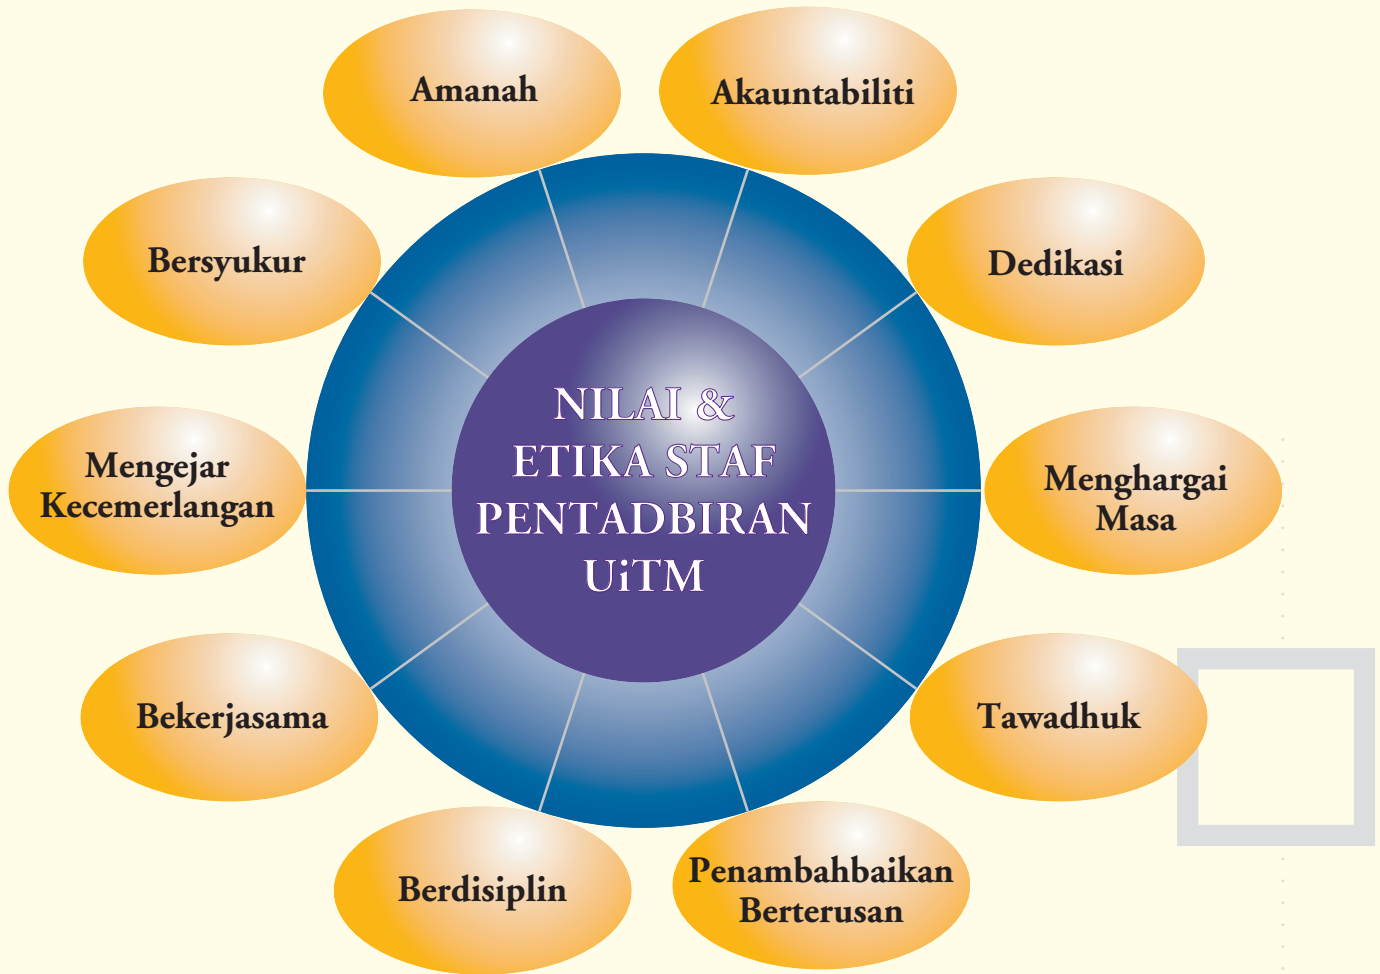 Amanah
Akauntabiliti
Bersyukur
Dedikasi
NILAI &
ETIKA STAF
PENTADBIRAN
UiTM
Mengejar
Kecemerlangan
Menghargai
Masa
Bekerjasama
Tawadhuk
Berdisiplin
Penambahbaikan
Berterusan